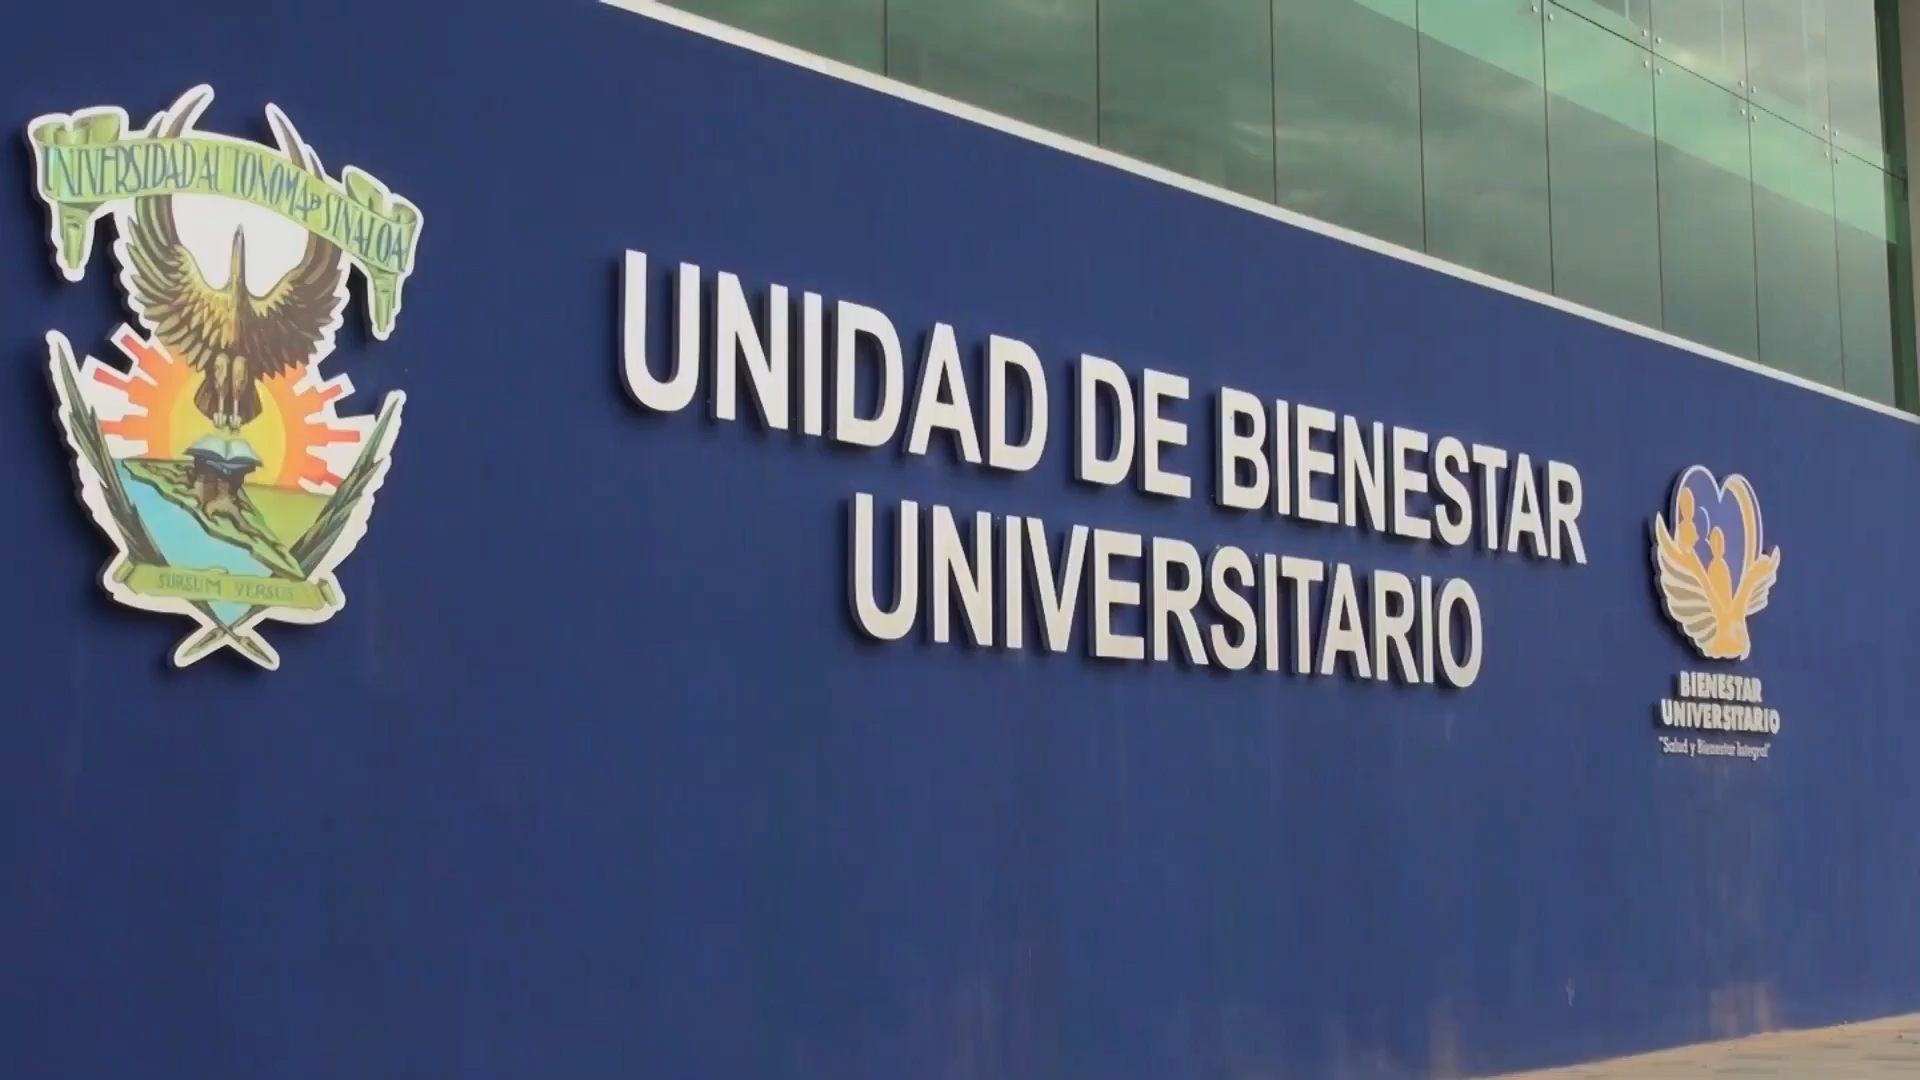 UNIVERSIDAD AUTONOMA DE SINALOA
SURSUM VERSUS
UNIDAD DE BIENESTAR
UNIVERSITARIO
BIENESTAR
UNIVERSITARIO
"Salud y Bienestar Integral"